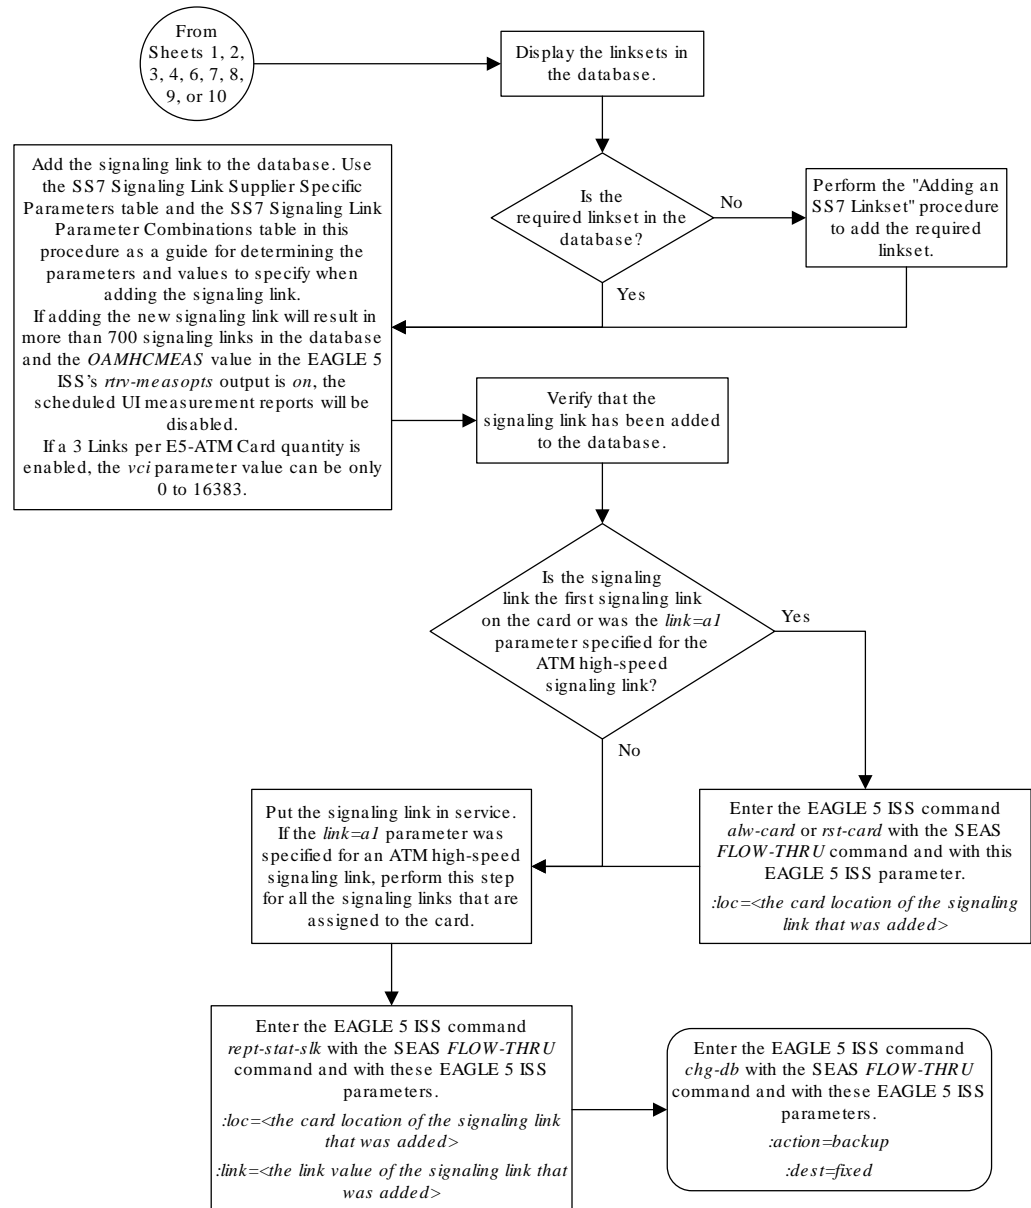 From
Sheets 1, 2,
3, 4, 6, 7, 8,
9, or 10
Display the linksets in
the database.
Is the
required linkset in the
database?
No
Perform the "Adding an
SS7 Linkset" procedure
to add the required
linkset.
Yes
Add the signaling link to the database. Use
the SS7 Signaling Link Supplier Specific
Parameters table and the SS7 Signaling Link
Parameter Combinations table in this
procedure as a guide for determining the
parameters and values to specify when
adding the signaling link.
If adding the new signaling link will result in
more than 700 signaling links in the database
and the OAMHCMEAS value in the EAGLE 5
ISS’s rtrv-measopts output is on, the
scheduled UI measurement reports will be
disabled.
If a 3 Links per E5-ATM Card quantity is
enabled, the vci parameter value can be only
0 to 16383.
Verify that the
signaling link has been added
to the database.
Is the signaling
link the first signaling link
on the card or was the link=a1
parameter specified for the
ATM high-speed
signaling link?
Yes
No
Enter the EAGLE 5 ISS command
alw-card or rst-card with the SEAS
FLOW-THRU command and with this
EAGLE 5 ISS parameter.
:loc=<the card location of the signaling
link that was added>
Put the signaling link in service.
If the link=a1 parameter was
specified for an ATM high-speed
signaling link, perform this step
for all the signaling links that are
assigned to the card.
Enter the EAGLE 5 ISS command
rept-stat-slk with the SEAS FLOW-THRU
command and with these EAGLE 5 ISS
parameters.
:loc=<the card location of the signaling link
that was added>
:link=<the link value of the signaling link that
was added>
Enter the EAGLE 5 ISS command
chg-db with the SEAS FLOW-THRU
command and with these EAGLE 5 ISS
parameters.
:action=backup
:dest=fixed